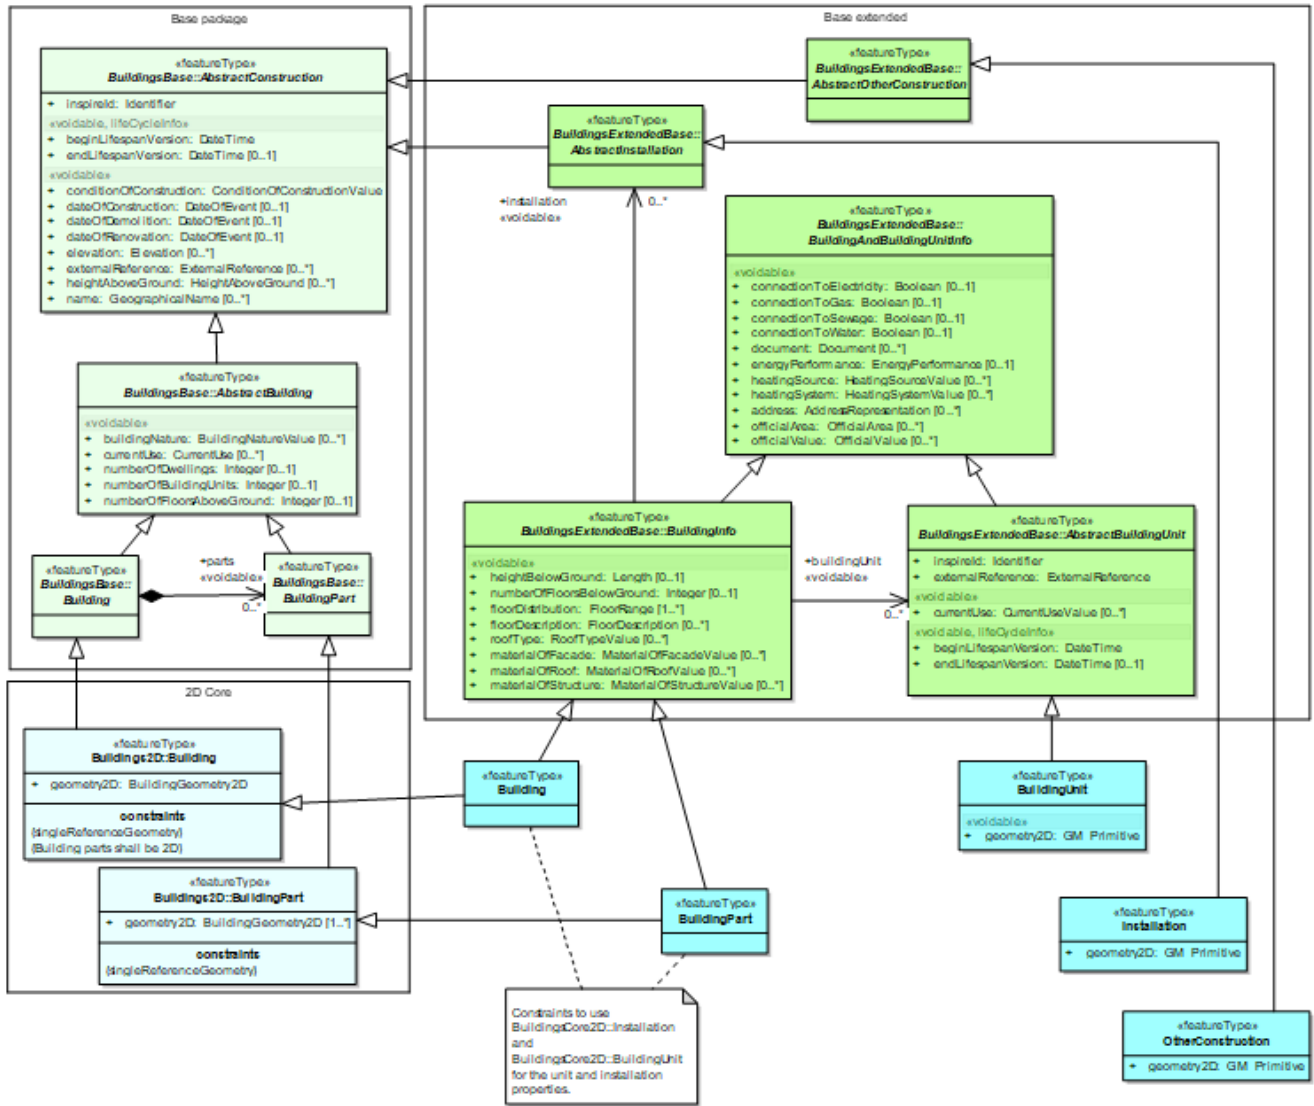 Base package
«featureType»
BuildingsBase::AbstractConstruction
+ inspireId: Identifier
«voidable, lifeCycleInfo»
+ beginLifespanVersion: DateTime
+ endLifespanVersion: DateTime [0..1]
«voidable»
+ conditionOfConstruction: ConditionOfConstructionValue
+ dateOfConstruction: DateOfEvent [0..1]
+ dateOfDemolition: DateOfEvent [0..1]
+ dateOfRenovation: DateOfEvent [0..1]
+ elevation: Elevation [0..*]
+ externalReference: ExternalReference [0..*]
+ heightAboveGround: HeightAboveGround [0..*]
+ name: GeographicalName [0..*]
«featureType»
BuildingsBase::AbstractBuilding
«voidable»
+ buildingNature: BuildingNatureValue [0..*]
+ currentUse: CurrentUse [0..*]
+ numberOfDwellings: Integer [0..1]
+ numberOfBuildingUnits: Integer [0..1]
+ numberOfFloorsAboveGround: Integer [0..1]
«featureType»
BuildingsBase::
Building
+parts
«voidable»
0..*
«featureType»
BuildingsBase::
BuildingPart
Base extended
«featureType»
BuildingsExtendedBase::
AbstractOtherConstruction
«featureType»
BuildingsExtendedBase::
AbstractInstallation
+installation
«voidable»
0..*
«featureType»
BuildingsExtendedBase::
BuildingAndBuildingUnitInfo
«voidable»
+ connectionToElectricity: Boolean [0..1]
+ connectionToGas: Boolean [0..1]
+ connectionToSewage: Boolean [0..1]
+ connectionToWater: Boolean [0..1]
+ document: Document [0..*]
+ energyPerformance: EnergyPerformance [0..1]
+ heatingSource: HeatingSourceValue [0..*]
+ heatingSystem: HeatingSystemValue [0..*]
+ address: AddressRepresentation [0..*]
+ officialArea: OfficialArea [0..*]
+ officialValue: OfficialValue [0..*]
«featureType»
BuildingsExtendedBase::BuildingInfo
«voidable»
+ heightBelowGround: Length [0..1]
+ numberOfFloorsBelowGround: Integer [0..1]
+ floorDistribution: FloorRange [1..*]
+ floorDescription: FloorDescription [0..*]
+ roofType: RoofTypeValue [0..*]
+ materialOfFacade: MaterialOfFacadeValue [0..*]
+ materialOfRoof: MaterialOfRoofValue [0..*]
+ materialOfStructure: MaterialOfStructureValue [0..*]
+buildingUnit
«voidable»
0..*
«featureType»
BuildingsExtendedBase::AbstractBuildingUnit
+ inspireId: Identifier
+ externalReference: ExternalReference
«voidable»
+ currentUse: CurrentUseValue [0..*]
«voidable, lifeCycleInfo»
+ beginLifespanVersion: DateTime
+ endLifespanVersion: DateTime [0..1]
2D Core
«featureType»
Buildings2D::Building
+ geometry2D: BuildingGeometry2D
constraints
{singleReferenceGeometry}
{Building parts shall be 2D}
«featureType»
Buildings2D::BuildingPart
+ geometry2D: BuildingGeometry2D [1..*]
constraints
{singleReferenceGeometry}
«featureType»
Building
«featureType»
BuildingPart
«featureType»
BuildingUnit
«voidable»
+ geometry2D: GM_Primitive
«featureType»
Installation
+ geometry2D: GM_Primitive
«featureType»
OtherConstruction
+ geometry2D: GM_Primitive
Constraints to use
BuildingsCore2D::Installation
and
BuildingsCore2D::BuildingUnit
for the unit and installation
properties.